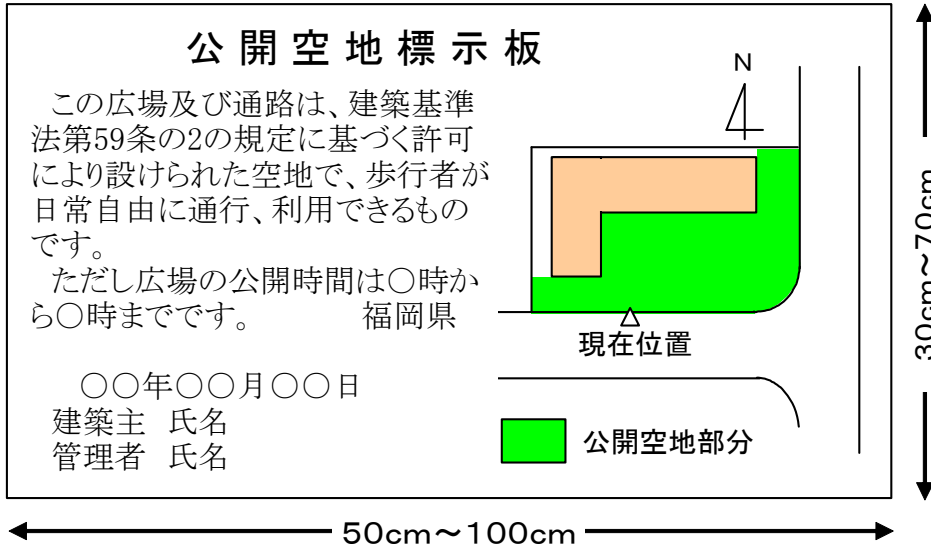 公開空地標示板
この広場及び通路は、建築基準
法第59条の2の規定に基づく許可
により設けられた空地で、歩行者が
日常自由に通行、利用できるもの
です。
ただし広場の公開時間は○時か
ら○時までです。 福岡県
○○年○○月○○日
建築主 氏名
管理者 氏名
N
現在位置
公開空地部分
30cm～70cm
50cm～100cm